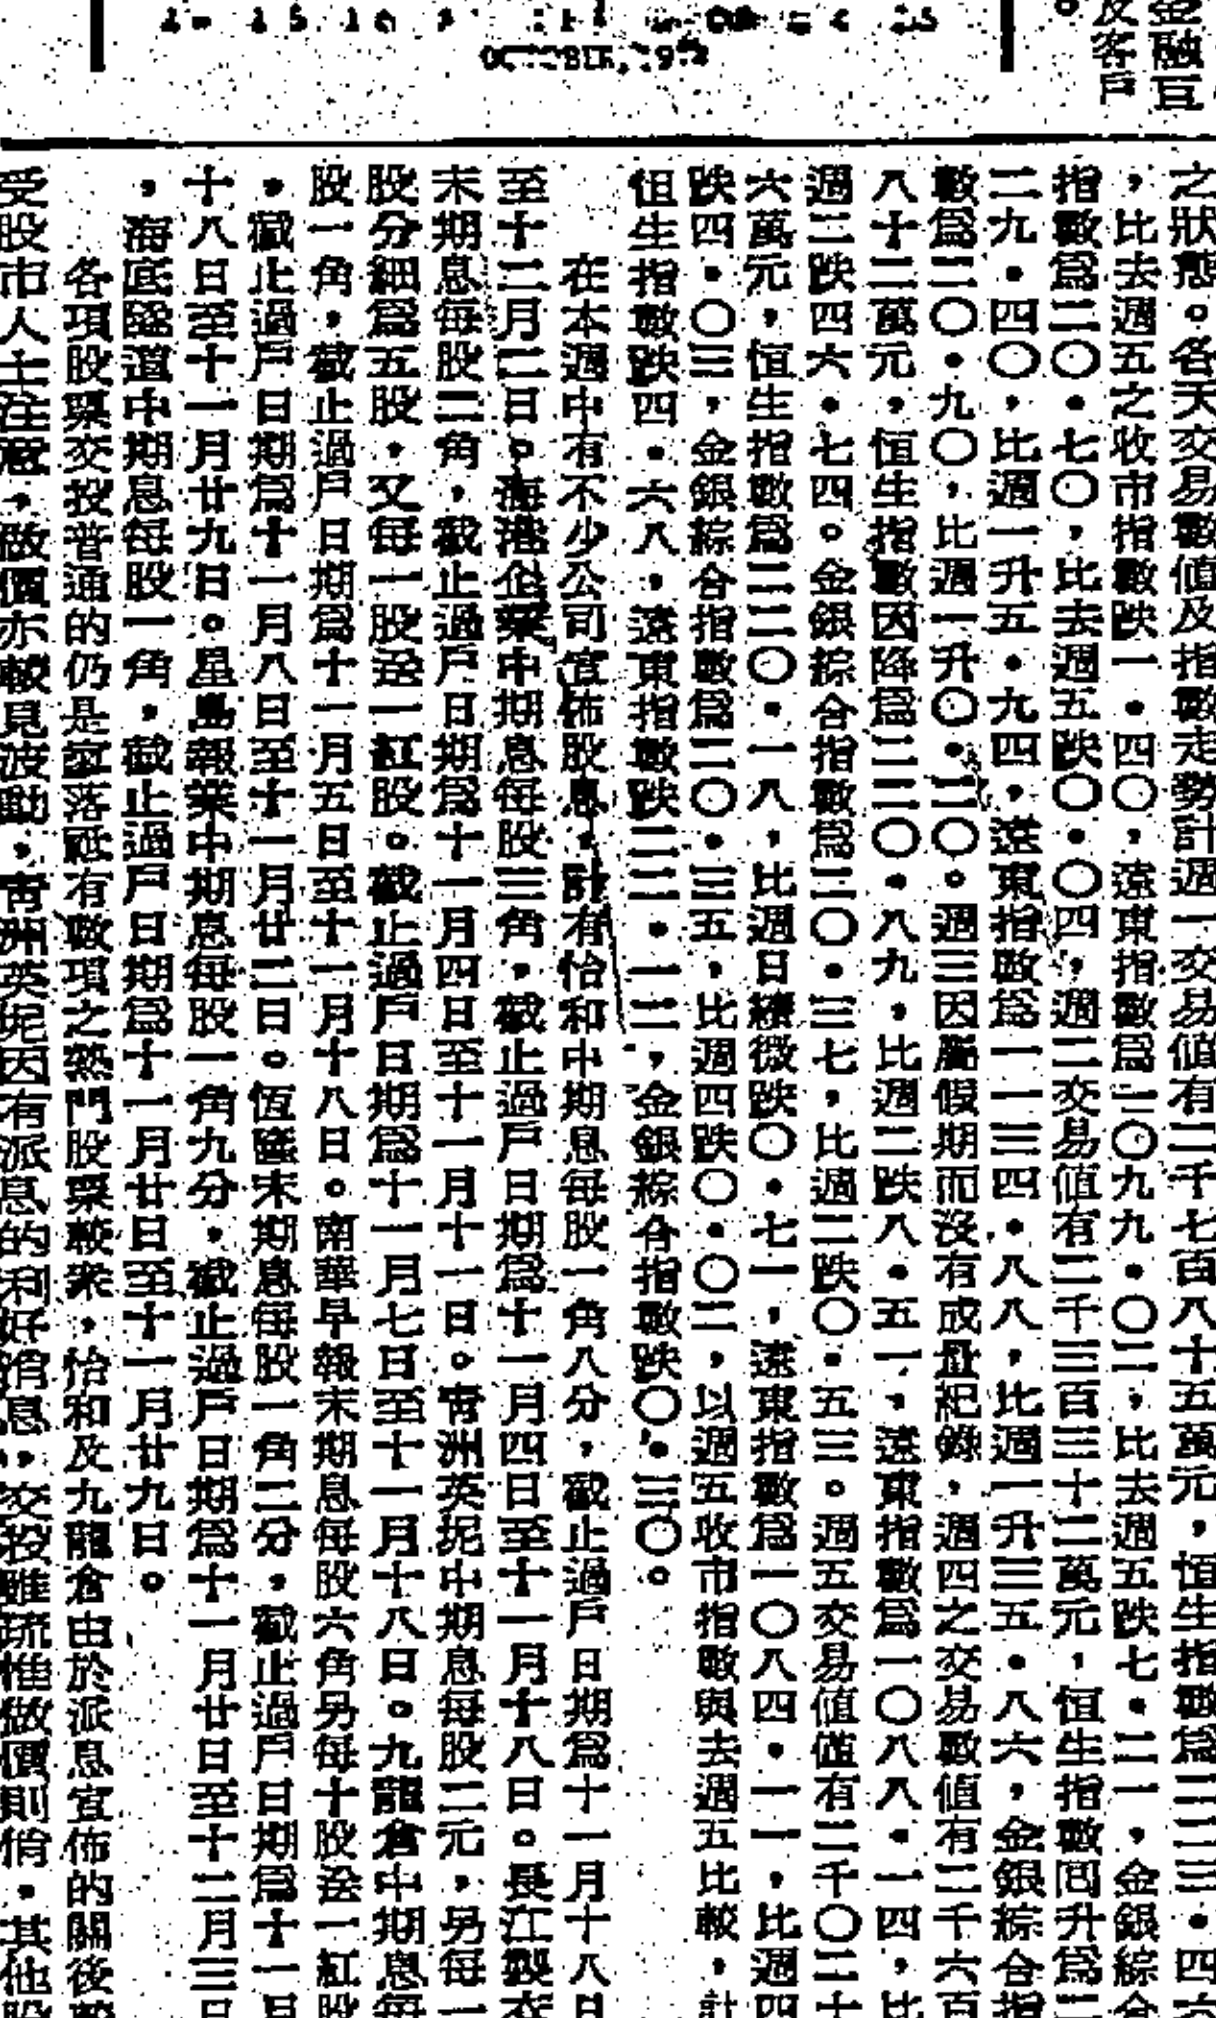 OCTOBER, 19
金融亘
及客戶
。
之狀態。各天交易數值及指數走勢計週一交易值有二千七百八十五萬元，恒生指數爲二二三．四六
，比去週五之收市指數跌一．四〇，遠東指數爲一〇九九．〇二，比去週五跌七．二一，金銀綜合
指數爲二〇．七〇，比去週五跌〇．〇四，週二交易值有二千三百三十二萬元，恒生指數囘升爲二
二九．四〇，比週一升五．九四，遠東指數爲一一三四．八八，比週一升三五．八六，金銀綜合指
數爲二〇．九〇，比週一升〇．二〇。週三因屬假期而沒有成量紀錄，週四之交易數值有二千六百
八十二萬元，恒生指數因降爲二二〇．八九，比週二跌八．五一，遠東指數爲一〇八八．一四，比
週二跌四六．七四。金銀綜合指數爲二〇．三七，比週二跌〇．五三。週五交易值值有二千〇二十
六萬元，恒生指數爲二二〇．一八，比週日續微跌〇．七一，遠東指數爲一〇八四．一一，比週四
跌四．〇三，金銀綜合指數爲二〇．三五，比週四跌〇．〇二，以週五收市指數與去週五比較，計
恒生指數跌四．六八，遠東指數跌二二．一二，金銀綜合指數跌〇．三〇。
在本週中有不少公司宣佈股息，計有怡和中期息每股一角八分，截止過戶日期爲十一月十八日
至十二月二日。海港企業中期息每股三角，截止過戶日期爲十一月四日至十一月十八日。長江製衣
末期息每股二角，截止過戶日期爲十一月四日至十一月十一日。青洲英坭中期息每股二元，另每一
股分細爲五股，又每一股送一紅股。截止過戶日期爲十一月七日至十一月十八日。九龍倉中期息每
股一角，截止過戶日期爲十一月五日至十一月十八日。南華早報末期息每股六角另每十股送一紅股
，截止過戶日期爲十一月八日至十一月廿二日。恆隆末期息每股一角二分，截止過戶日期爲十一月
十八日至十一月廿九日。星島報業中期息每股一角九分，截止過戶日期爲十一月廿日至十二月三日
，海底隧道中期息每股一角，截止過戶日期爲十一月廿日至十一月廿九日。
各項股票交投普通的仍是寥落祇有數項之熱門股票較來，怡和及九龍倉由於派息宣佈的關後
受股市人士注意，做價亦較見波動，青洲英坭因有派息的利好消息，交投雖疏惟做價則俏，其他股